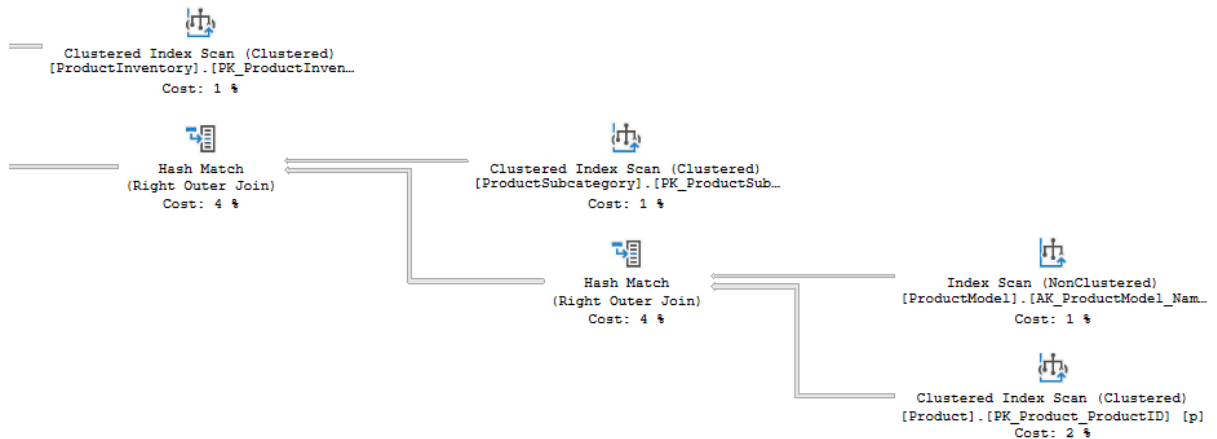 Clustered Index Scan (Clustered)
[ProductInventory].[PK_ProductInven…
Cost: 1 %
Hash Match
(Right Outer Join)
Cost: 4 %
Clustered Index Scan (Clustered)
[ProductSubcategory].[PK_ProductSub…
Cost: 1 %
Hash Match
(Right Outer Join)
Cost: 4 %
Index Scan (NonClustered)
[ProductModel].[AK_ProductModel_Nam…
Cost: 1 %
Clustered Index Scan (Clustered)
[Product].[PK_Product_ProductID] [p]
Cost: 2 %